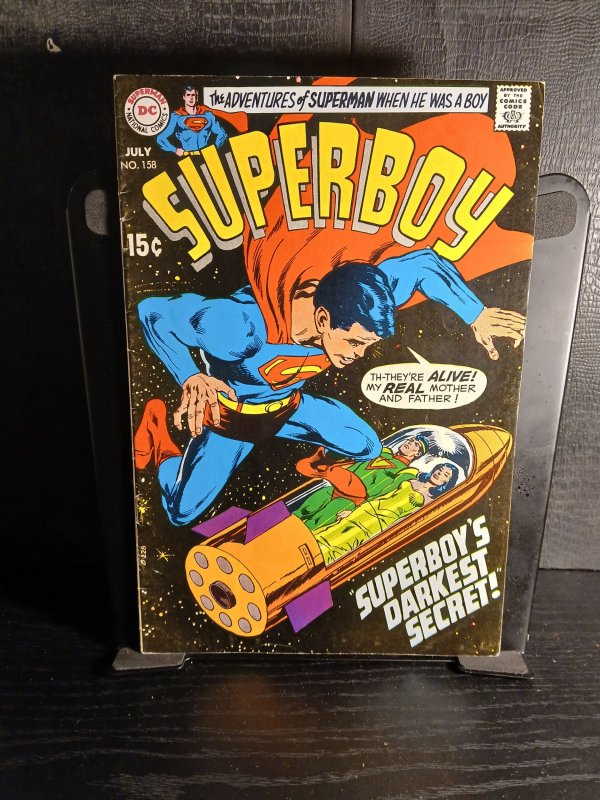 SUPERMAN
DC
NATIONAL COMICS
THE ADVENTURES of SUPERMAN WHEN HE WAS A BOY
APPROVED
BY THE
COMICS
CODE
AUTHORITY
JULY
NO. 158
SUPERBOY
15¢
TH-THEY'RE ALIVE!
MY REAL MOTHER
AND FATHER!
"SUPERBOY'S
DARKEST
SECRET!"